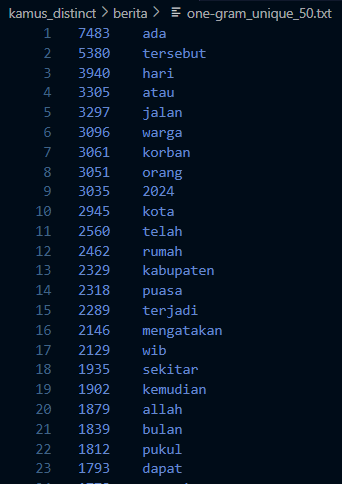 kamus_distinct > berita > one-gram_unique_50.txt
1 7483 ada
2 5380 tersebut
3 3940 hari
4 3305 atau
5 3297 jalan
6 3096 warga
7 3061 korban
8 3051 orang
9 3035 2024
10 2945 kota
11 2560 telah
12 2462 rumah
13 2329 kabupaten
14 2318 puasa
15 2289 terjadi
16 2146 mengatakan
17 2129 wib
18 1935 sekitar
19 1902 kemudian
20 1879 allah
21 1839 bulan
22 1812 pukul
23 1793 dapat